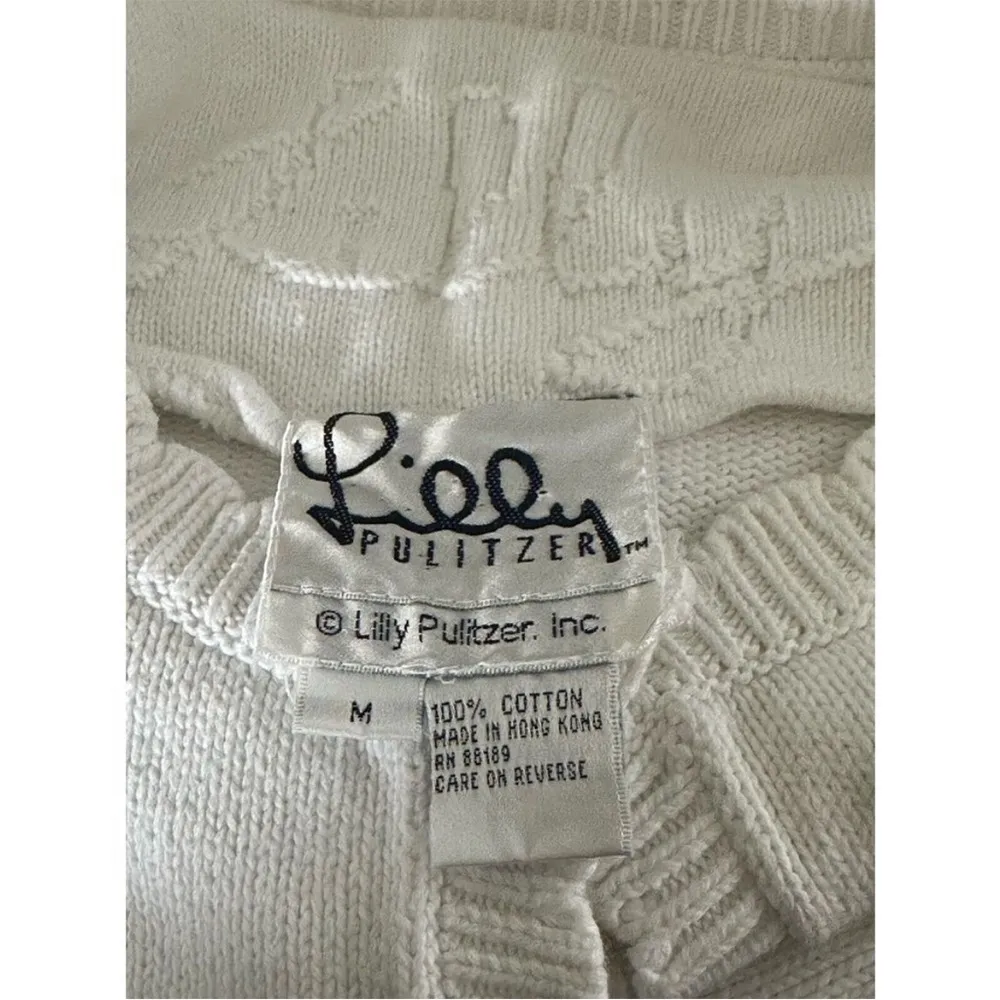 Lilly
PULITZER™
© Lilly Pulitzer. Inc.
M
100% COTTON
MADE IN HONG KONG
RN 88189
CARE ON REVERSE